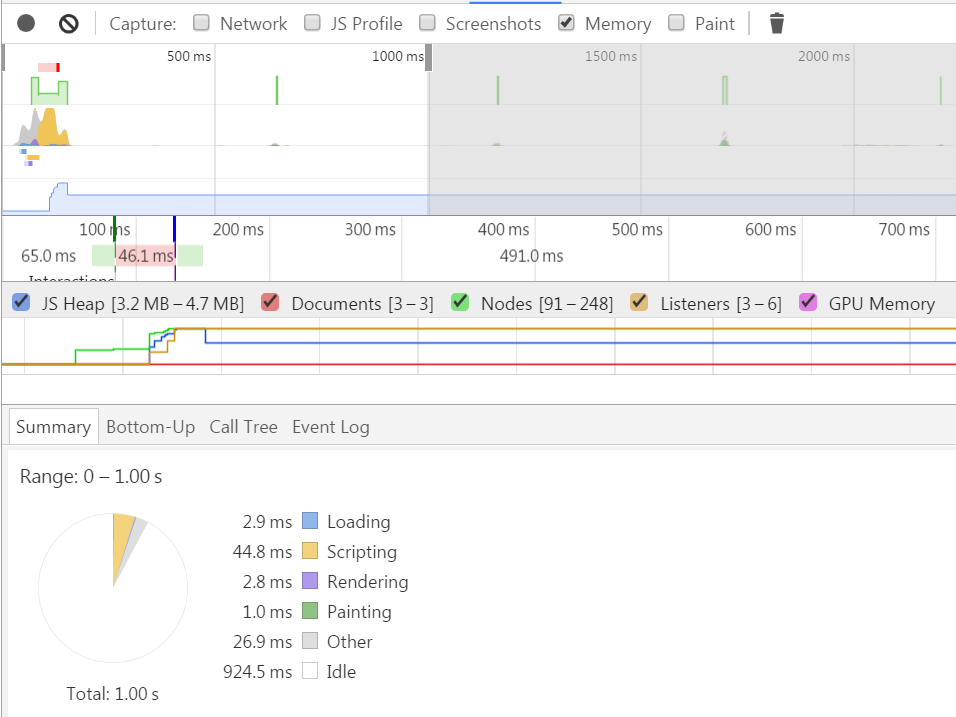 Capture: Network JS Profile Screenshots Memory Paint
500 ms 1000 ms 1500 ms 2000 ms
100 ms 200 ms 300 ms 400 ms 500 ms 600 ms 700 ms
65.0 ms 46.1 ms 491.0 ms
Interactions
JS Heap [3.2 MB – 4.7 MB] Documents [3 – 3] Nodes [91 – 248] Listeners [3 – 6] GPU Memory
Summary Bottom-Up Call Tree Event Log
Range: 0 – 1.00 s
2.9 ms Loading
44.8 ms Scripting
2.8 ms Rendering
1.0 ms Painting
26.9 ms Other
924.5 ms Idle
Total: 1.00 s